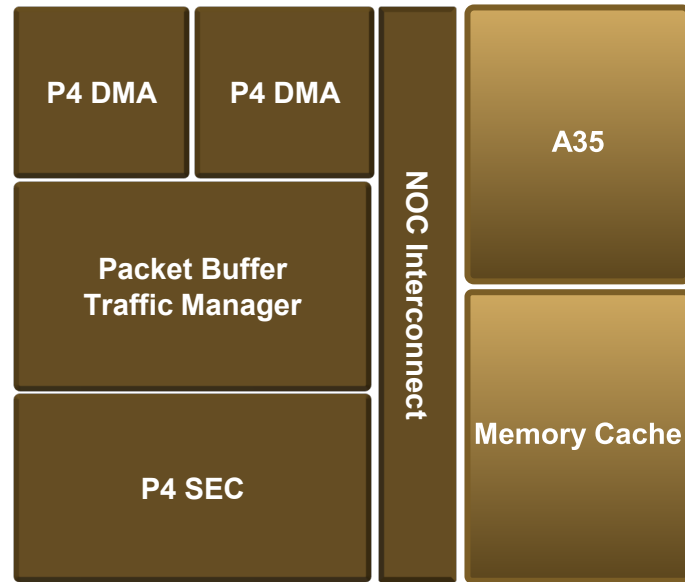 P4 DMA
P4 DMA
NOC Interconnect
A35
Packet Buffer
Traffic Manager
Memory Cache
P4 SEC